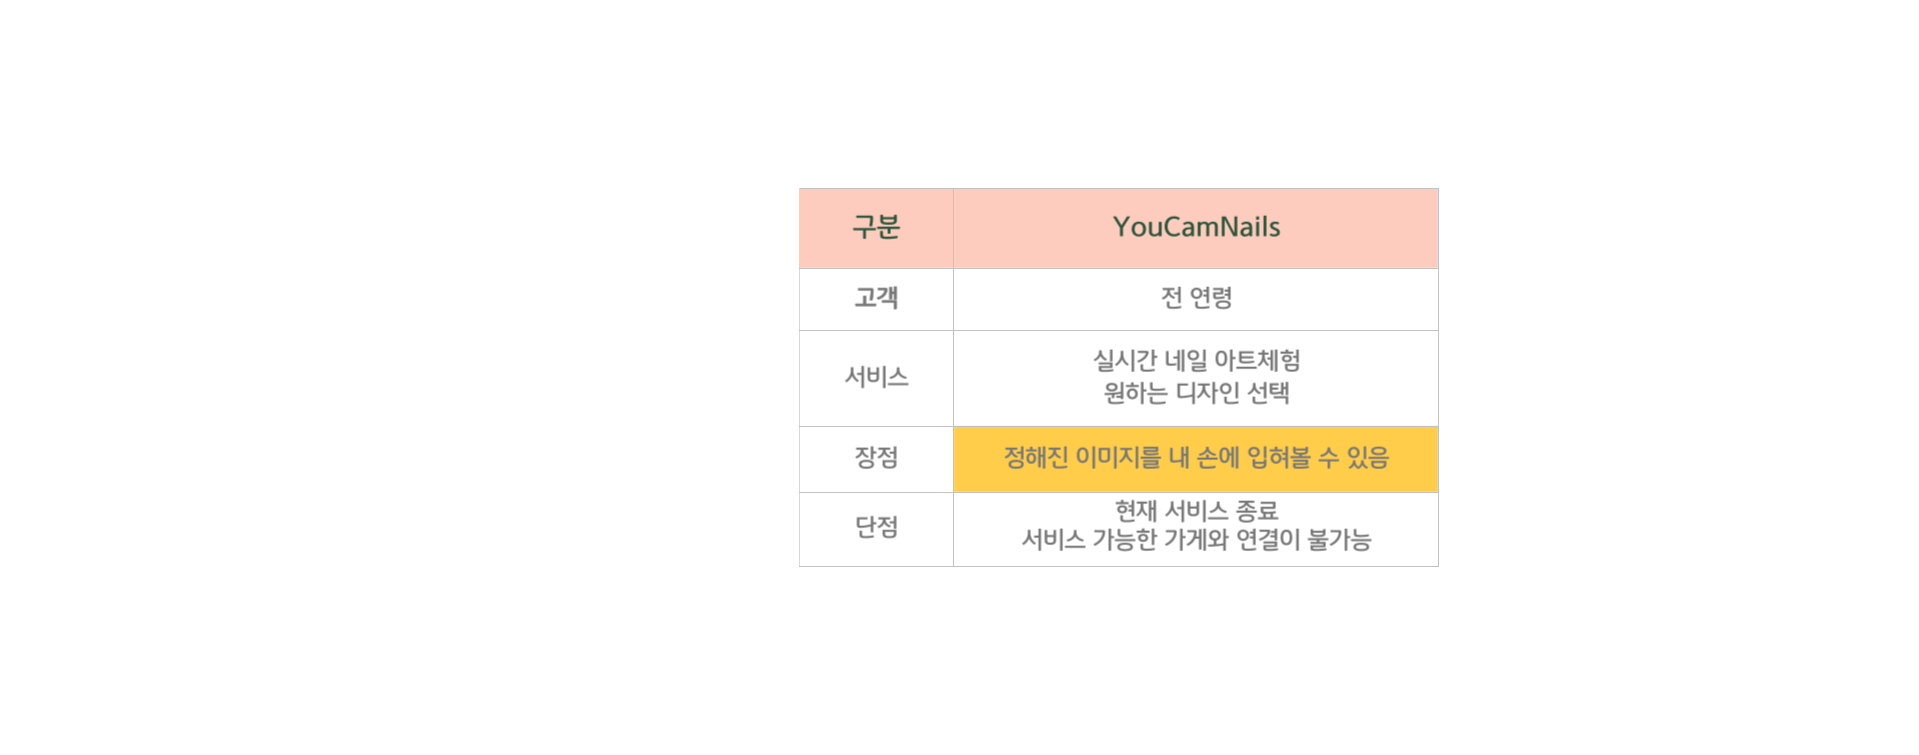 구분
YouCamNails
고객
전 연령
서비스
실시간 네일 아트체험
원하는 디자인 선택
장점
정해진 이미지를 내 손에 입혀볼 수 있음
단점
현재 서비스 종료
서비스 가능한 가게와 연결이 불가능